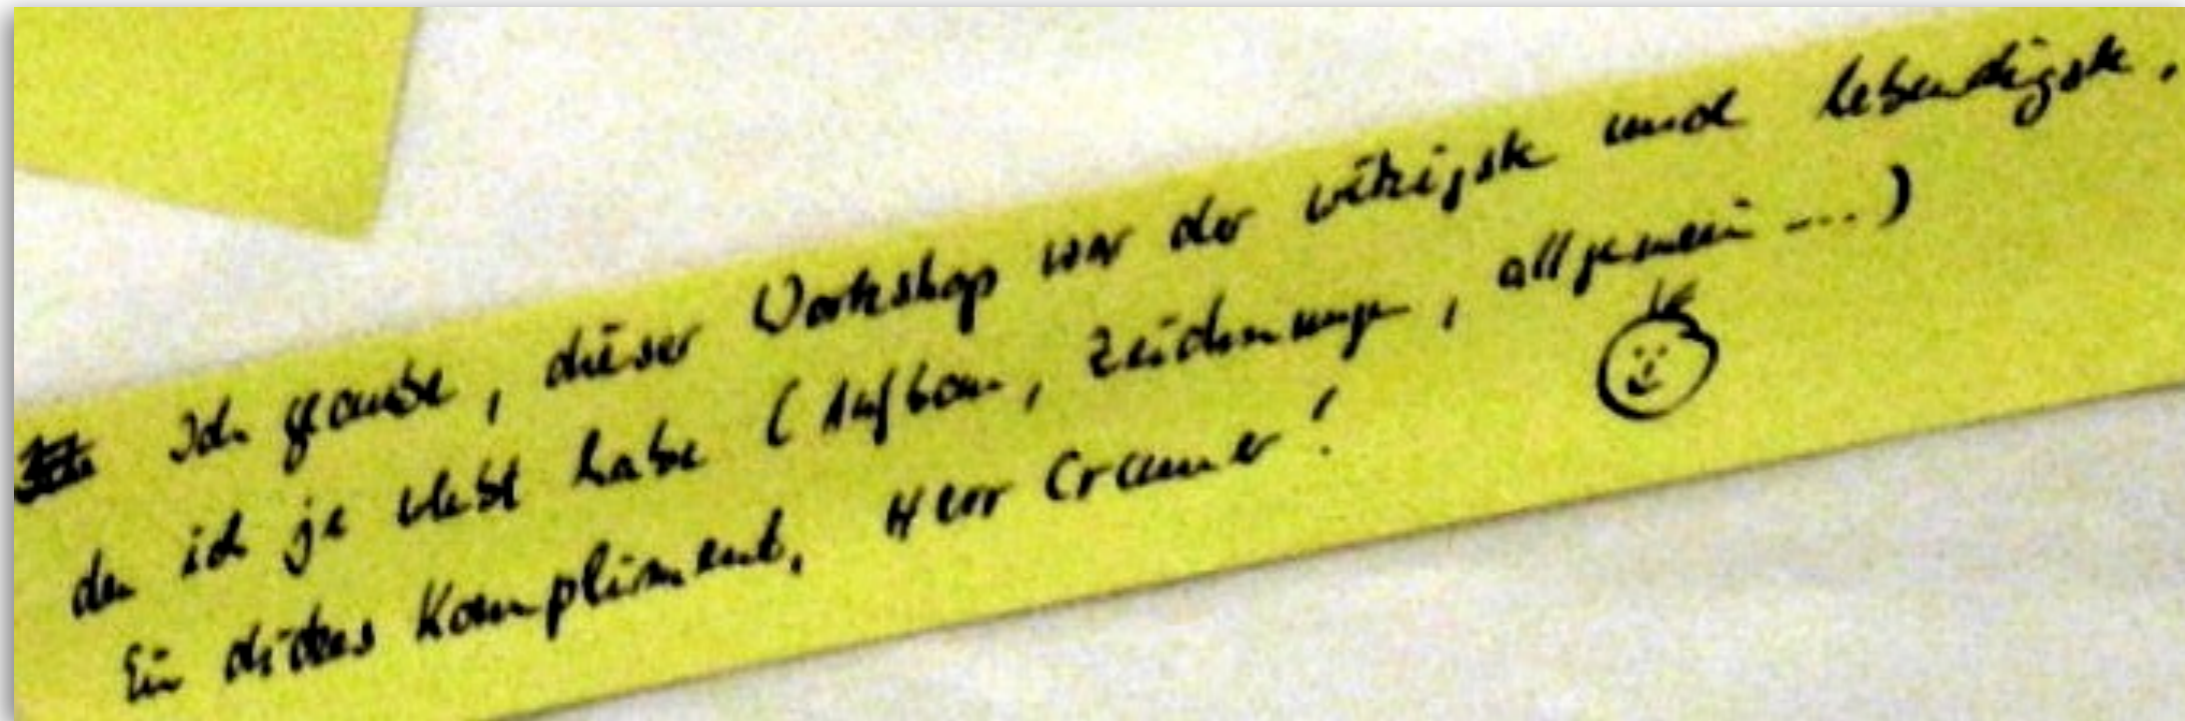 Ich glaube, dieser Workshop war der witzigste und lebendigste,
den ich je erlebt habe (Aufbau, Zeichnungen, allgemein ...)
Ein dickes Kompliment, Herr Cramer!